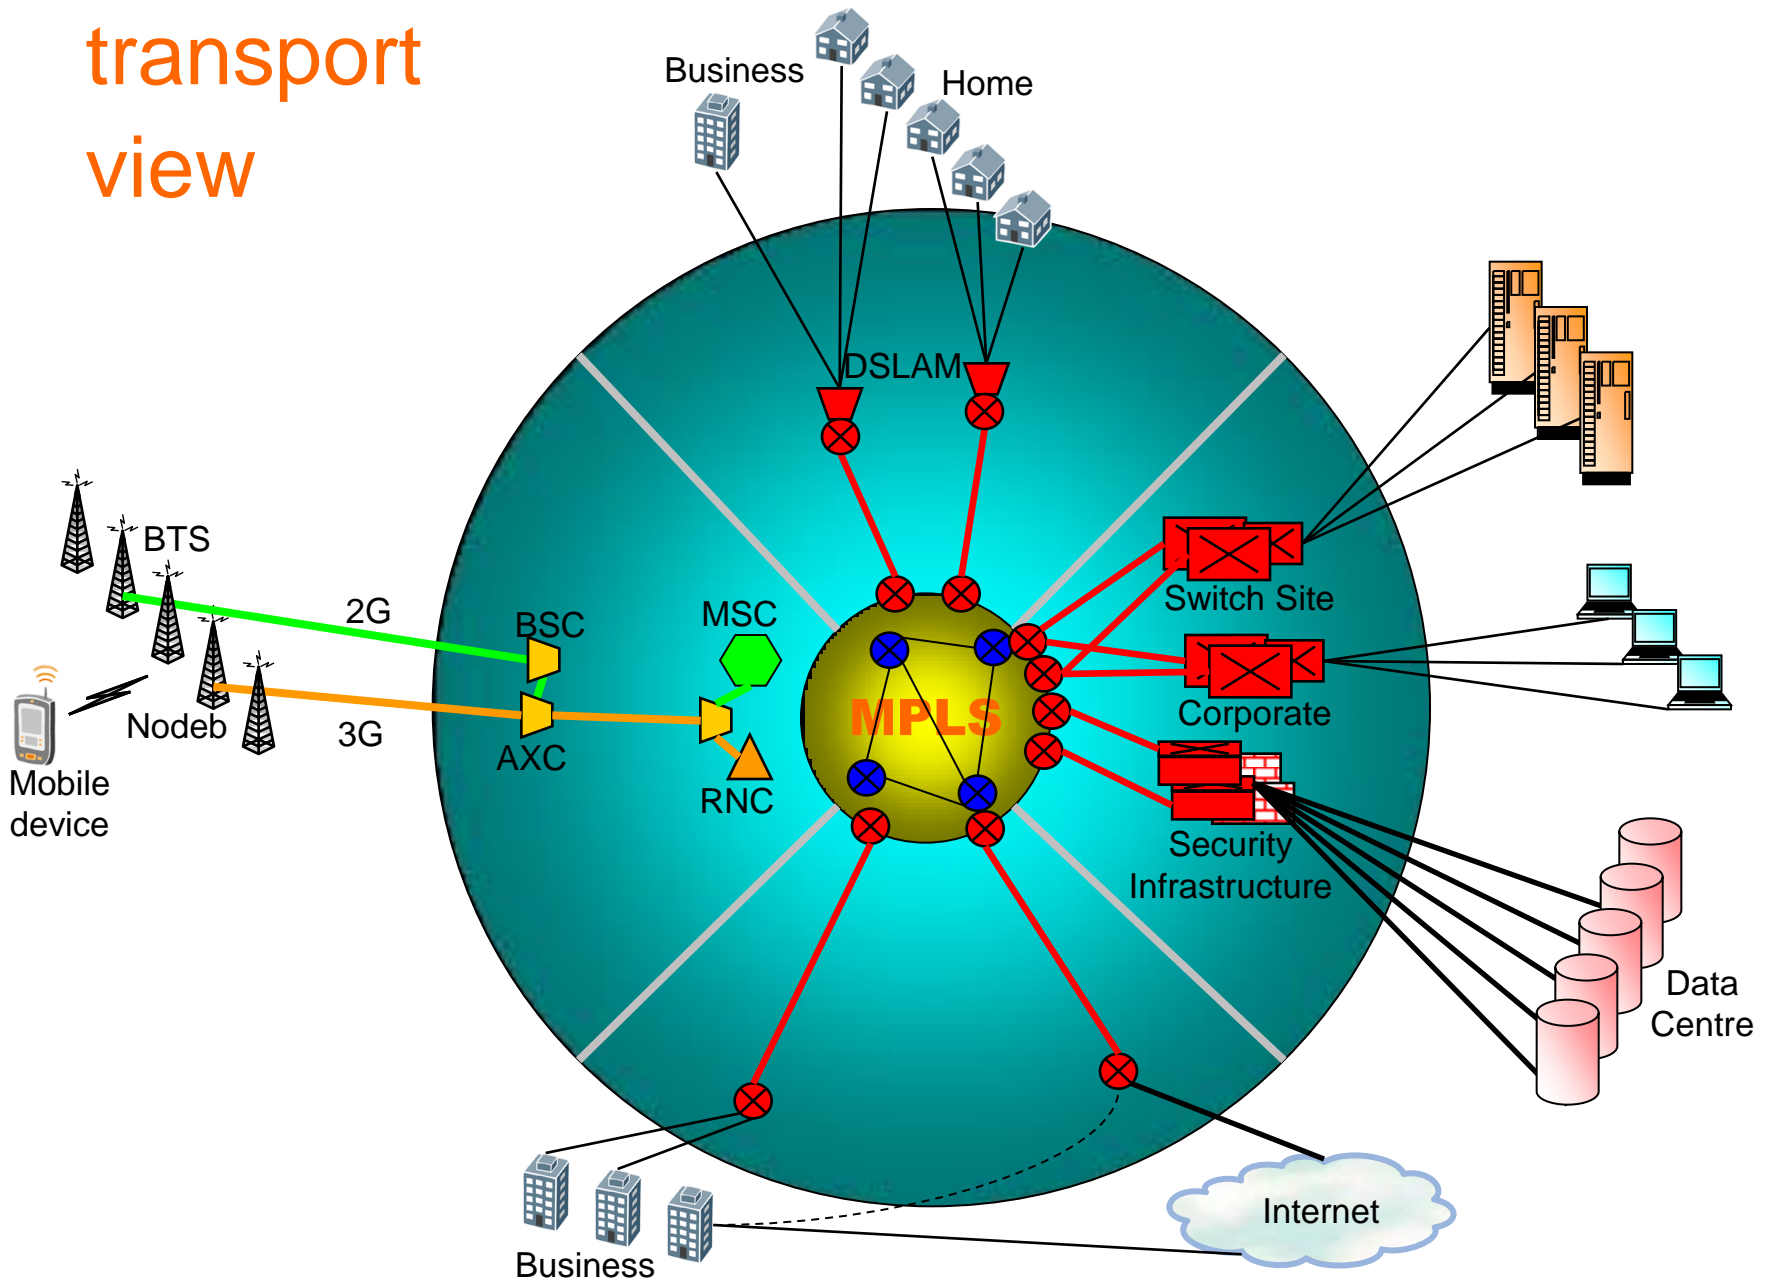 transport
view
Business
Home
DSLAM
BTS
2G
BSC
MSC
Switch Site
MPLS
Nodeb
3G
AXC
RNC
Corporate
Mobile
device
Security
Infrastructure
Data
Centre
Internet
Business